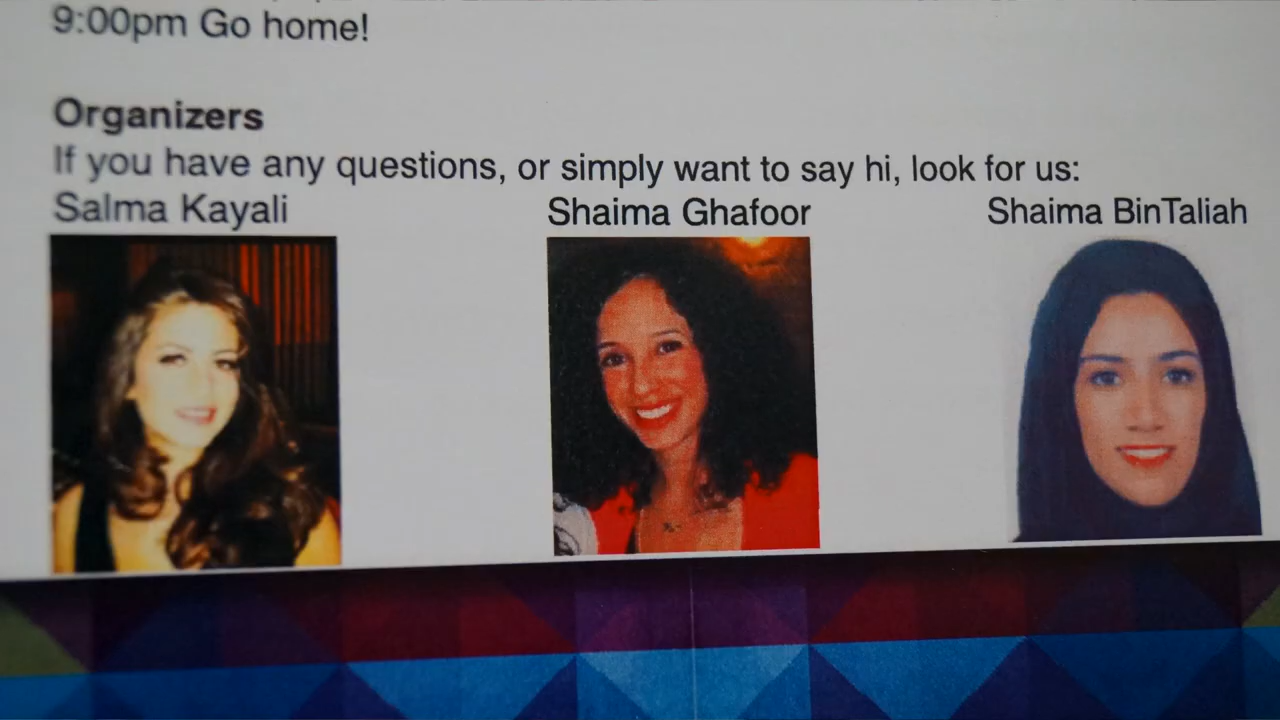 9:00pm Go home!
Organizers
If you have any questions, or simply want to say hi, look for us:
Salma Kayali Shaima Ghafoor Shaima BinTaliah